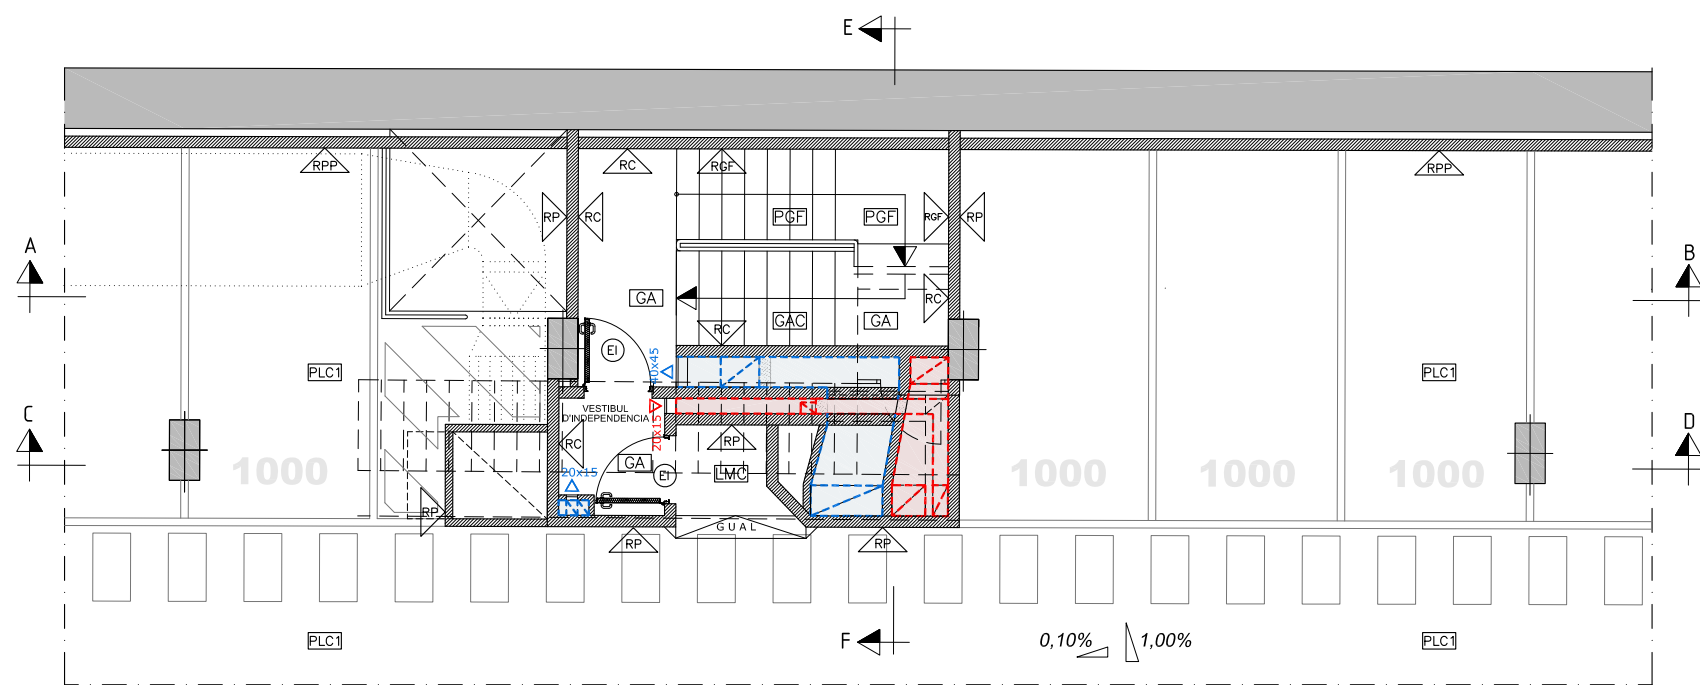 E
RPP
RC
RGF
RPP
RP
RC
PGF
PGF
RGF
RP
A
B
GA
RC
GAC
GA
RC
EI
40x45
PLC1
PLC1
C
VESTIBUL
D'INDEPENDENCIA
20x15
D
RC
RP
GA
EI
LMC
20x15
1000
1000
1000
1000
RP
GUAL
RP
RP
PLC1
F
0,10%
1,00%
PLC1